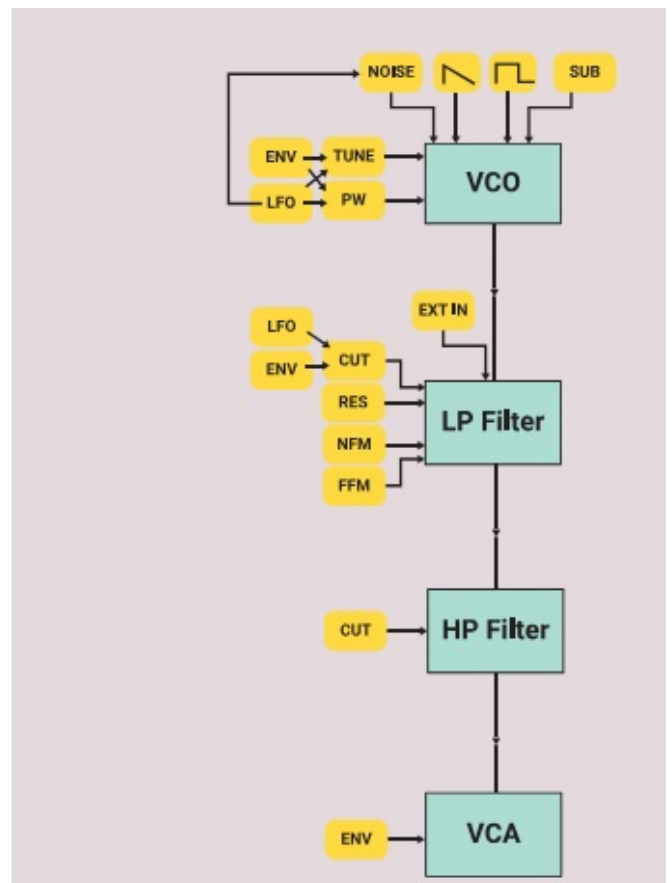 NOISE
SUB
ENV
TUNE
VCO
LFO
PW
EXT IN
LFO
ENV
CUT
RES
LP Filter
NFM
FFM
CUT
HP Filter
ENV
VCA